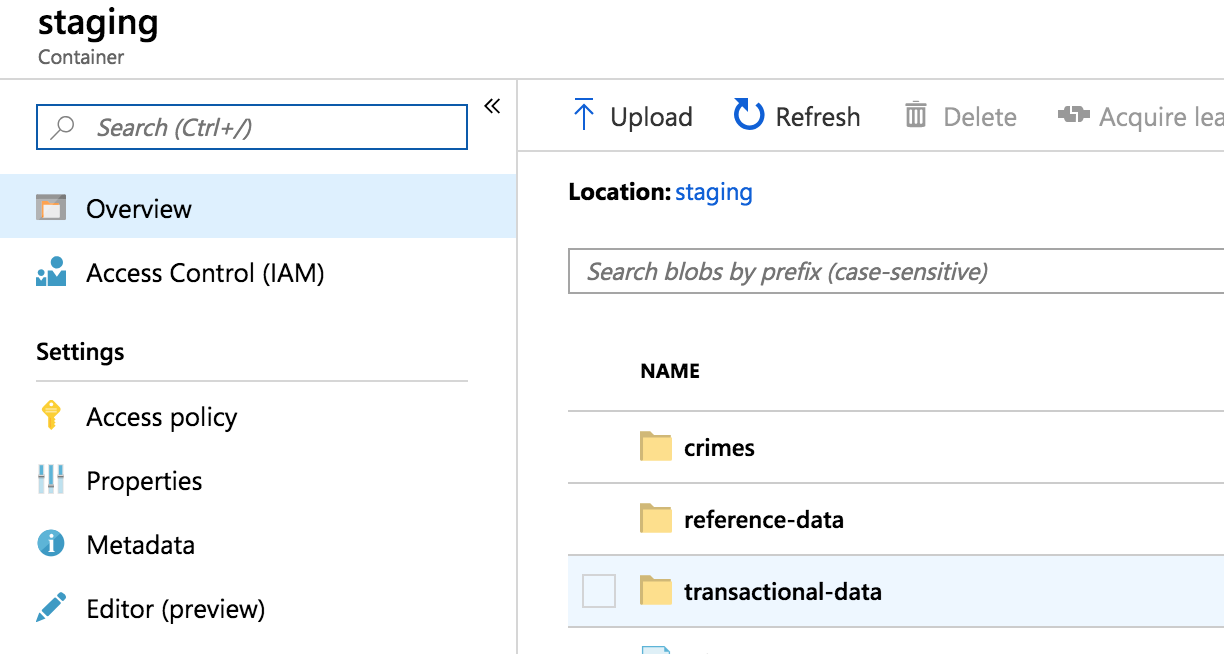 staging
Container
«
Search (Ctrl+/)
Overview
Access Control (IAM)
Settings
Access policy
Properties
Metadata
Editor (preview)
Upload Refresh Delete Acquire lea
Location: staging
Search blobs by prefix (case-sensitive)
NAME
crimes
reference-data
transactional-data